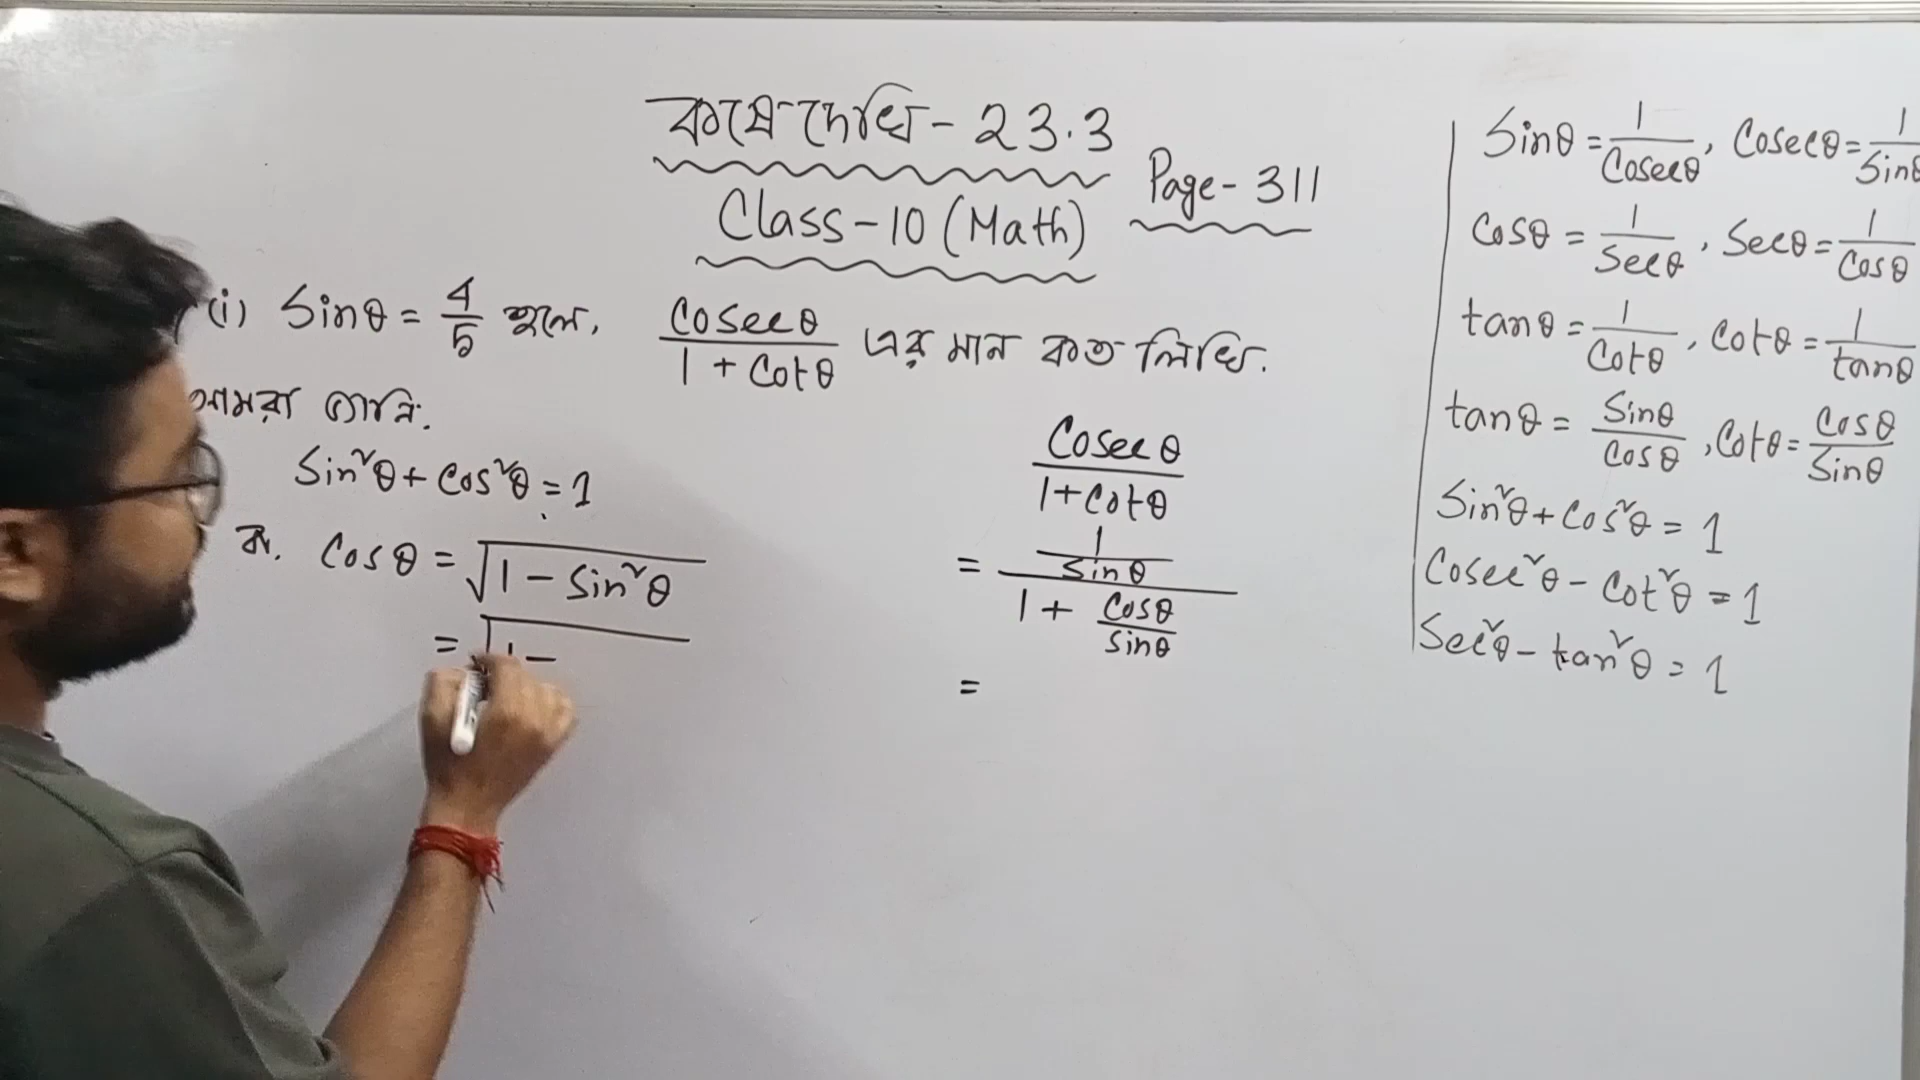 কষে দেখি - 23.3
Class-10 (Math)
Page- 311
(i) Sinθ = 4/5 হলে, Cosecθ/(1 + Cotθ) এর মান কত লিখি.
আমরা জানি.
Sin²θ + Cos²θ = 1
বা. Cosθ = √(1 - Sin²θ)
= √(1 -
Cosecθ/(1+Cotθ)
= (1/Sinθ)/(1 + Cosθ/Sinθ)
=
Sinθ = 1/Cosecθ, Cosecθ = 1/Sinθ
Cosθ = 1/Secθ, Secθ = 1/Cosθ
tanθ = 1/Cotθ, Cotθ = 1/tanθ
tanθ = Sinθ/Cosθ, Cotθ = Cosθ/Sinθ
Sin²θ + Cos²θ = 1
Cosec²θ - Cot²θ = 1
Sec²θ - tan²θ = 1